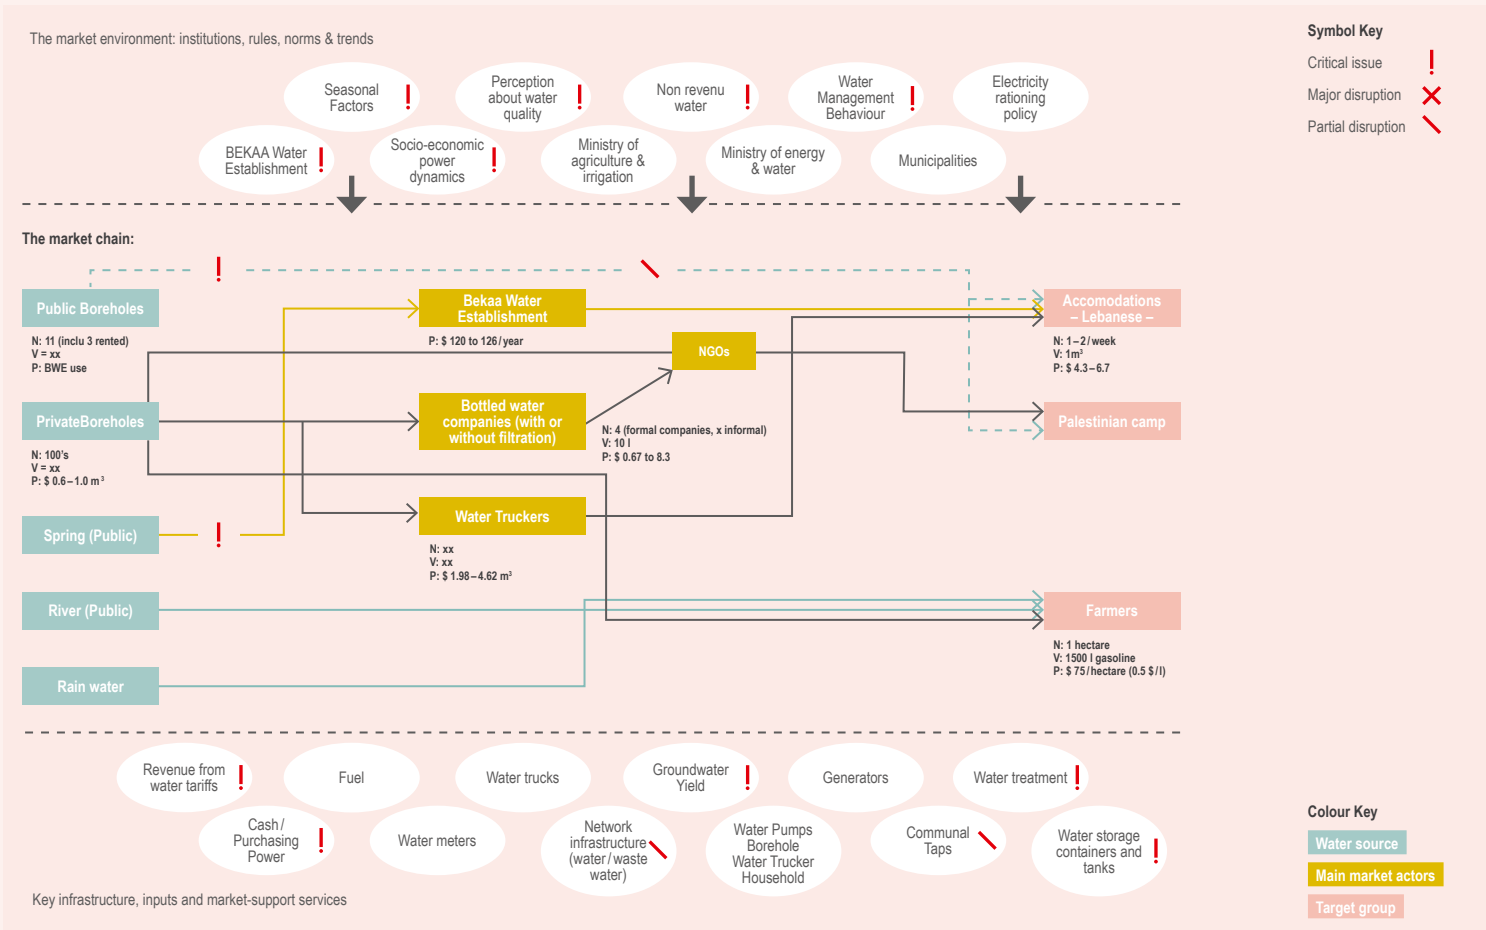 The market environment: institutions, rules, norms & trends
Symbol Key
Critical issue
Major disruption
Partial disruption
Seasonal
Factors
Perception
about water
quality
Non revenu
water
Water
Management
Behaviour
Electricity
rationing
policy
BEKAA Water
Establishment
Socio-economic
power
dynamics
Ministry of
agriculture &
irrigation
Ministry of energy
& water
Municipalities
The market chain:
Public Boreholes
N: 11 (inclu 3 rented)
V = xx
P: BWE use
PrivateBoreholes
N: 100's
V = xx
P: $ 0.6–1.0 m³
Spring (Public)
River (Public)
Rain water
Bekaa Water
Establishment
P: $ 120 to 126/year
NGOs
Bottled water
companies (with or
without filtration)
N: 4 (formal companies, x informal)
V: 10 l
P: $ 0.67 to 8.3
Water Truckers
N: xx
V: xx
P: $ 1.98–4.62 m³
Accomodations
– Lebanese –
N: 1–2/week
V: 1m³
P: $ 4.3–6.7
Palestinian camp
Farmers
N: 1 hectare
V: 1500 l gasoline
P: $ 75/hectare (0.5 $/l)
Revenue from
water tariffs
Fuel
Water trucks
Groundwater
Yield
Generators
Water treatment
Cash/
Purchasing
Power
Water meters
Network
infrastructure
(water/waste
water)
Water Pumps
Borehole
Water Trucker
Household
Communal
Taps
Water storage
containers and
tanks
Key infrastructure, inputs and market-support services
Colour Key
Water source
Main market actors
Target group